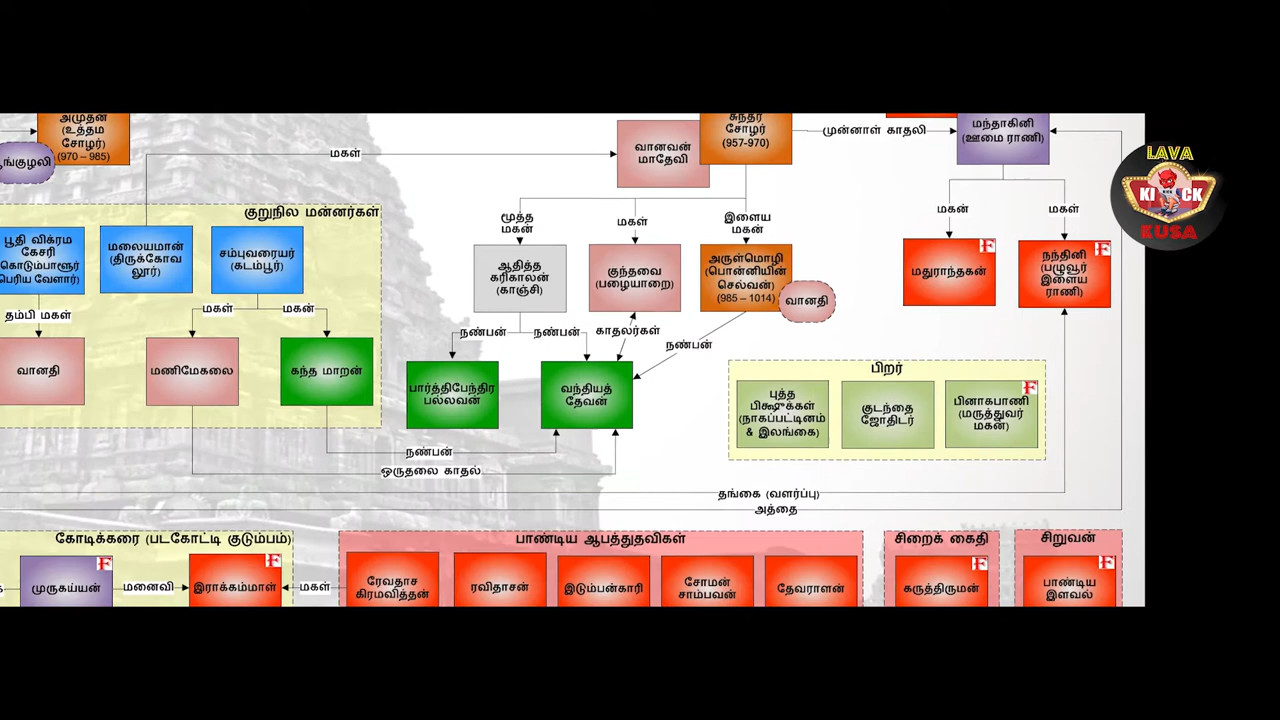 அமுதன்
(உத்தம
சோழர்)
(970 – 985)
சுந்தர
சோழர்
(957-970)
முன்னாள் காதலி
மந்தாகினி
(ஊமை ராணி)
வானவன்
மாதேவி
மகள்
LAVA
KICK
KUSA
குறுநில மன்னர்கள்
மூத்த
மகன்
மகள்
இளைய
மகன்
மகன்
மகள்
பூதி விக்ரம
கேசரி
பெரிய வேளார்)
மலையமான்
(திருக்கோவ
லூர்)
சம்புவரையர்
(கடம்பூர்)
ஆதித்த
கரிகாலன்
(காஞ்சி)
குந்தவை
(பழையாறை)
அருள்மொழி
(பொன்னியின்
செல்வன்)
(985 – 1014)
வானதி
மதுராந்தகன்
F
நந்தினி
(பழுவூர்
இளைய
ராணி)
F
தம்பி மகள்
மகள்
மகன்
நண்பன்
நண்பன்
காதலர்கள்
நண்பன்
வானதி
மணிமேகலை
கந்த மாறன்
பார்த்திபேந்திர
பல்லவன்
வந்தியத்
தேவன்
பிறர்
புத்த
பிக்ஷுக்கள்
(நாகப்பட்டினம்
& இலங்கை)
குடந்தை
ஜோதிடர்
பினாகபாணி
(மருத்துவர்
மகன்)
F
நண்பன்
ஒருதலை காதல்
தங்கை (வளர்ப்பு)
அத்தை
கோடிக்கரை (படகோட்டி குடும்பம்)
பாண்டிய ஆபத்துதவிகள்
சிறைக் கைதி
சிறுவன்
முருகய்யன்
F
மனைவி
இராக்கம்மாள்
F
மகள்
ரேவதாச
கிரமவித்தன்
ரவிதாசன்
இடும்பன்காரி
சோமன்
சாம்பவன்
தேவராளன்
கருத்திருமன்
F
பாண்டிய
இளவல்
F